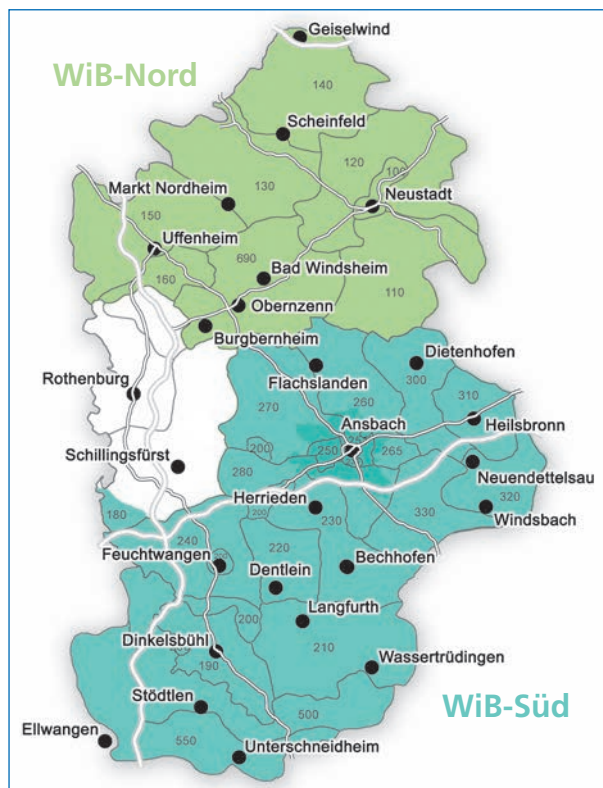 Geiselwind
WiB-Nord
140
Scheinfeld
120
100
Markt Nordheim
130
Neustadt
150
Uffenheim
690
Bad Windsheim
160
110
Obernzenn
Burgbernheim
Dietenhofen
Flachslanden
300
Rothenburg
260
310
270
Ansbach
Heilsbronn
200
250
265
Schillingsfürst
280
Neuendettelsau
Herrieden
320
200
230
330
Windsbach
180
240
Feuchtwangen
220
Bechhofen
Dentlein
200
Langfurth
Dinkelsbühl
210
190
Wassertrüdingen
Stödtlen
500
WiB-Süd
Ellwangen
550
Unterschneidheim